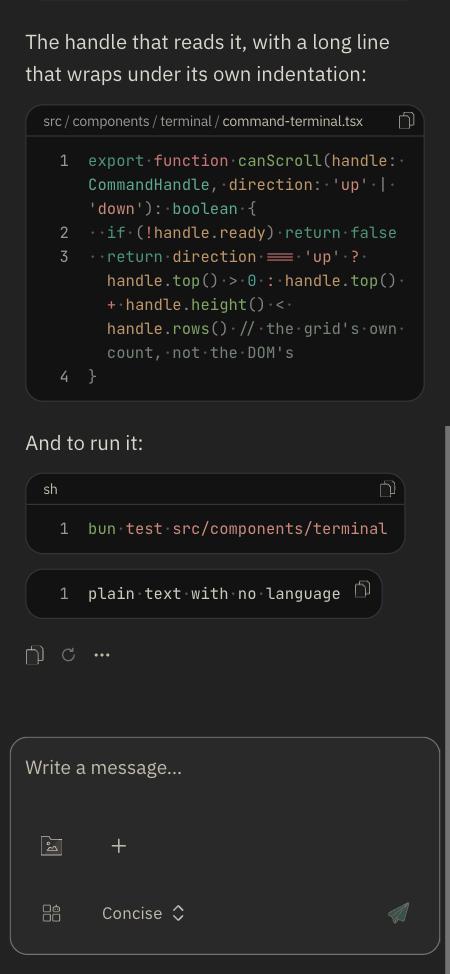 The handle that reads it, with a long line
that wraps under its own indentation:
src / components / terminal / command-terminal.tsx
1 export·function·canScroll(handle:·
CommandHandle,·direction:·'up'·|·
'down'):·boolean·{
2 ··if·(!handle.ready)·return·false
3 ··return·direction·===·'up'·?·
handle.top()·>·0·:·handle.top()·
+·handle.height()·<·
handle.rows()·//·the·grid's·own·
count,·not·the·DOM's
4 }
And to run it:
sh
1 bun·test·src/components/terminal
1 plain·text·with·no·language
Write a message...
Concise